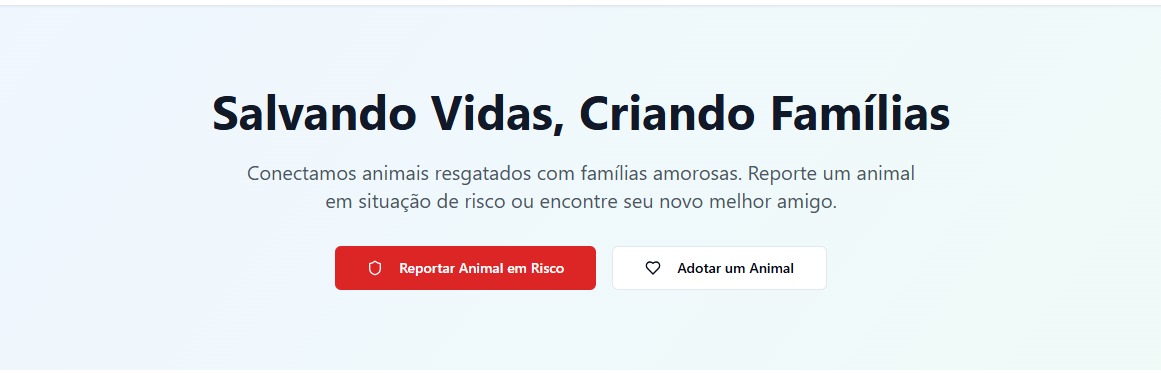 Salvando Vidas, Criando Famílias
Conectamos animais resgatados com famílias amorosas. Reporte um animal
em situação de risco ou encontre seu novo melhor amigo.
Reportar Animal em Risco
Adotar um Animal